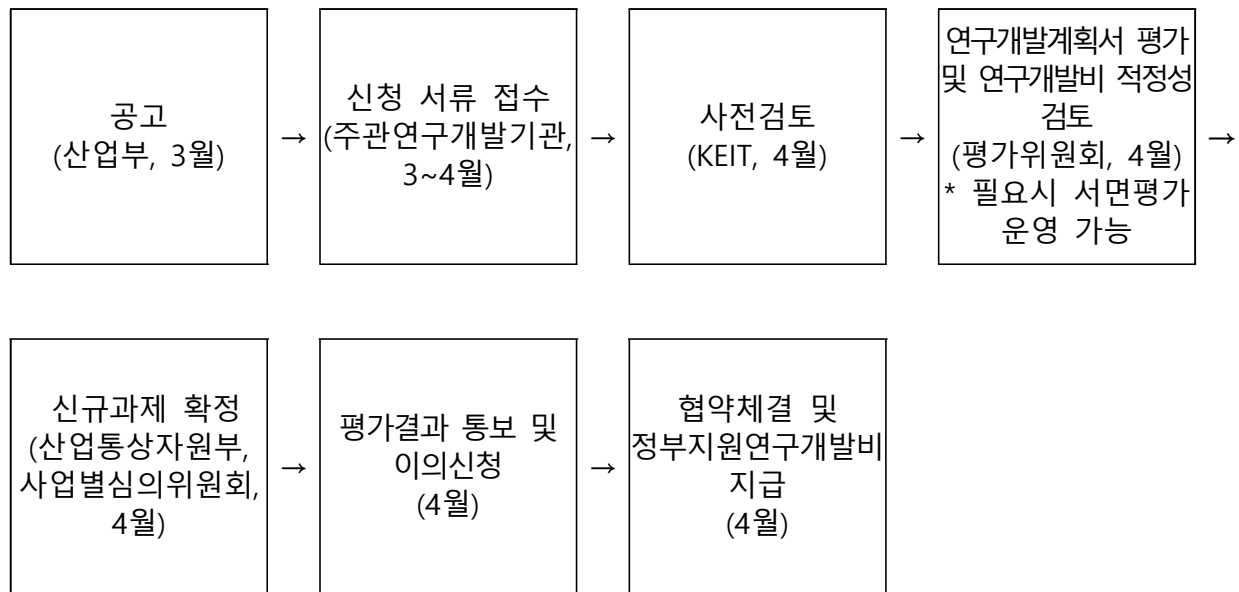 공고
(산업부, 3월)
→
신청 서류 접수
(주관연구개발기관,
3~4월)
→
사전검토
(KEIT, 4월)
→
연구개발계획서 평가
및 연구개발비 적정성
검토
(평가위원회, 4월)
* 필요시 서면평가
운영 가능
→
신규과제 확정
(산업통상자원부,
사업별심의위원회,
4월)
→
평가결과 통보 및
이의신청
(4월)
→
협약체결 및
정부지원연구개발비
지급
(4월)